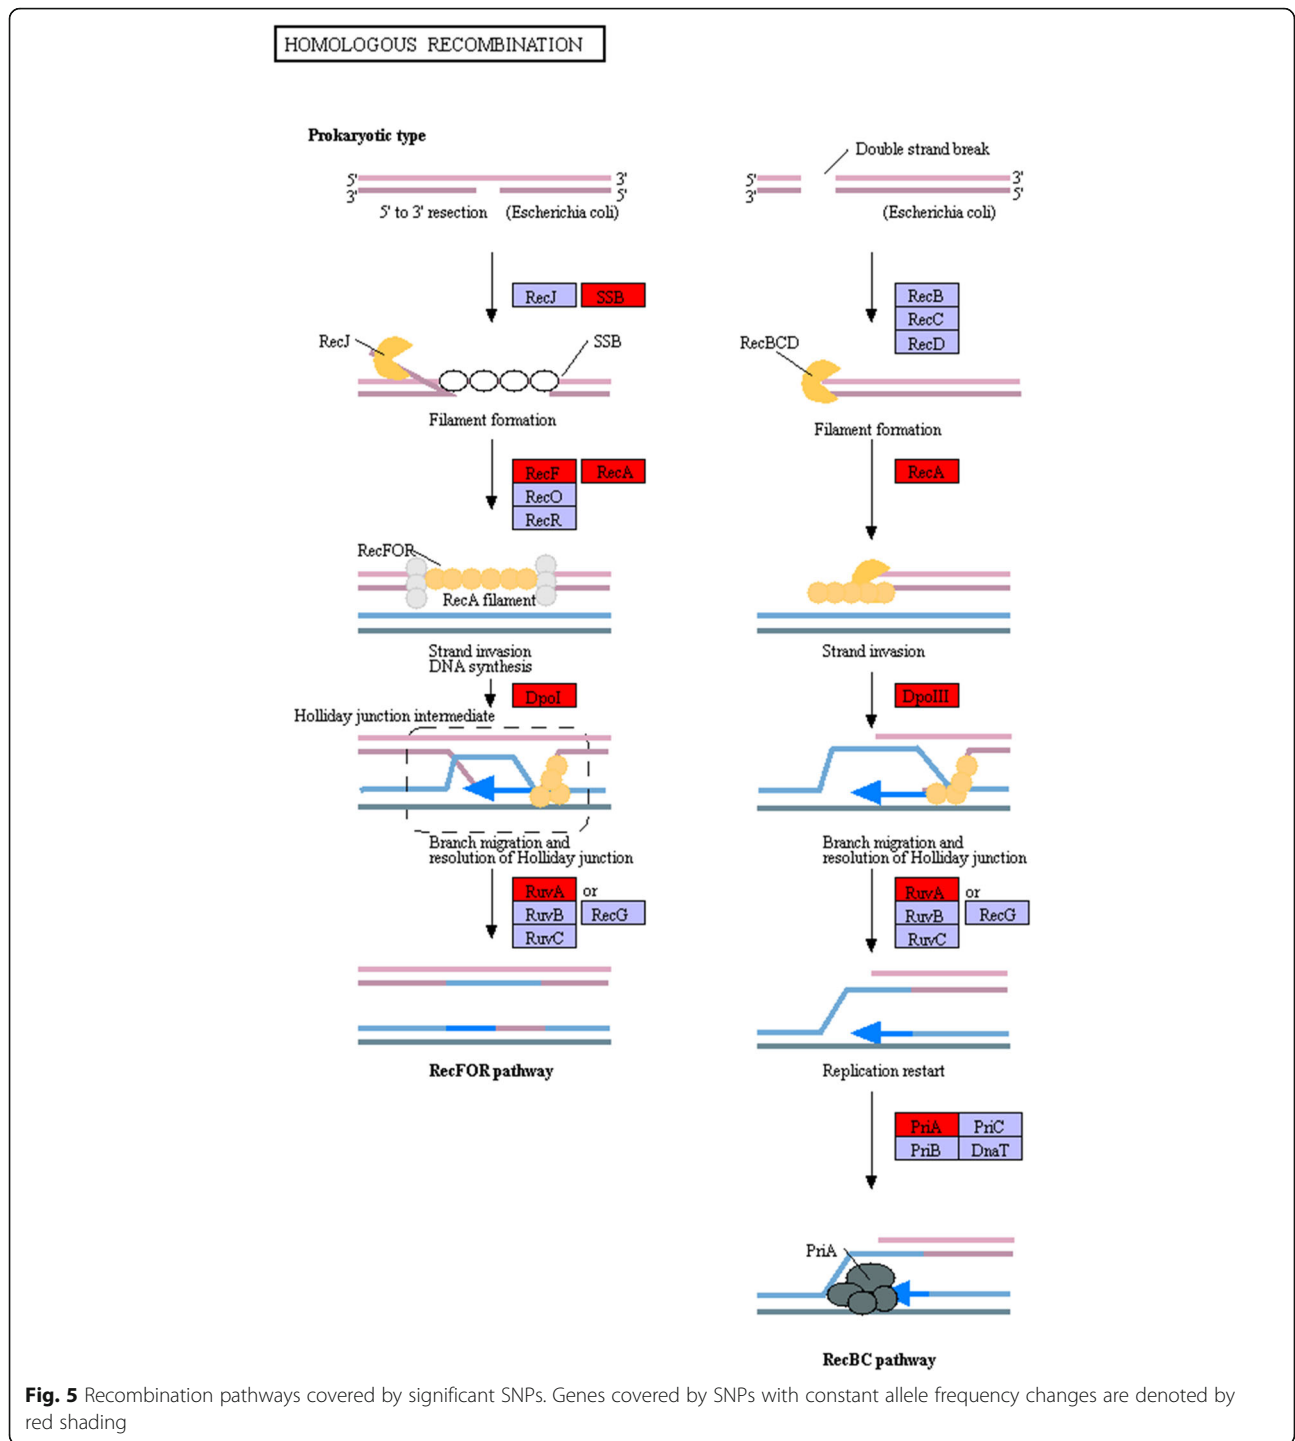 HOMOLOGOUS RECOMBINATION
Prokaryotic type
5'
3'
3'
5'
5' to 3' resection
(Escherichia coli)
RecJ
SSB
RecJ
SSB
Filament formation
RecF
RecA
RecO
RecR
RecFOR
RecA filament
Strand invasion
DNA synthesis
DpoI
Holliday junction intermediate
Branch migration and
resolution of Holliday junction
RuvA
or
RuvB
RecG
RuvC
RecFOR pathway
Double strand break
5'
3'
3'
5'
(Escherichia coli)
RecB
RecC
RecD
RecBCD
Filament formation
RecA
Strand invasion
DpoIII
Branch migration and
resolution of Holliday junction
RuvA
or
RuvB
RecG
RuvC
Replication restart
PriA
PriC
PriB
DnaT
PriA
RecBC pathway
Fig. 5 Recombination pathways covered by significant SNPs. Genes covered by SNPs with constant allele frequency changes are denoted by
red shading